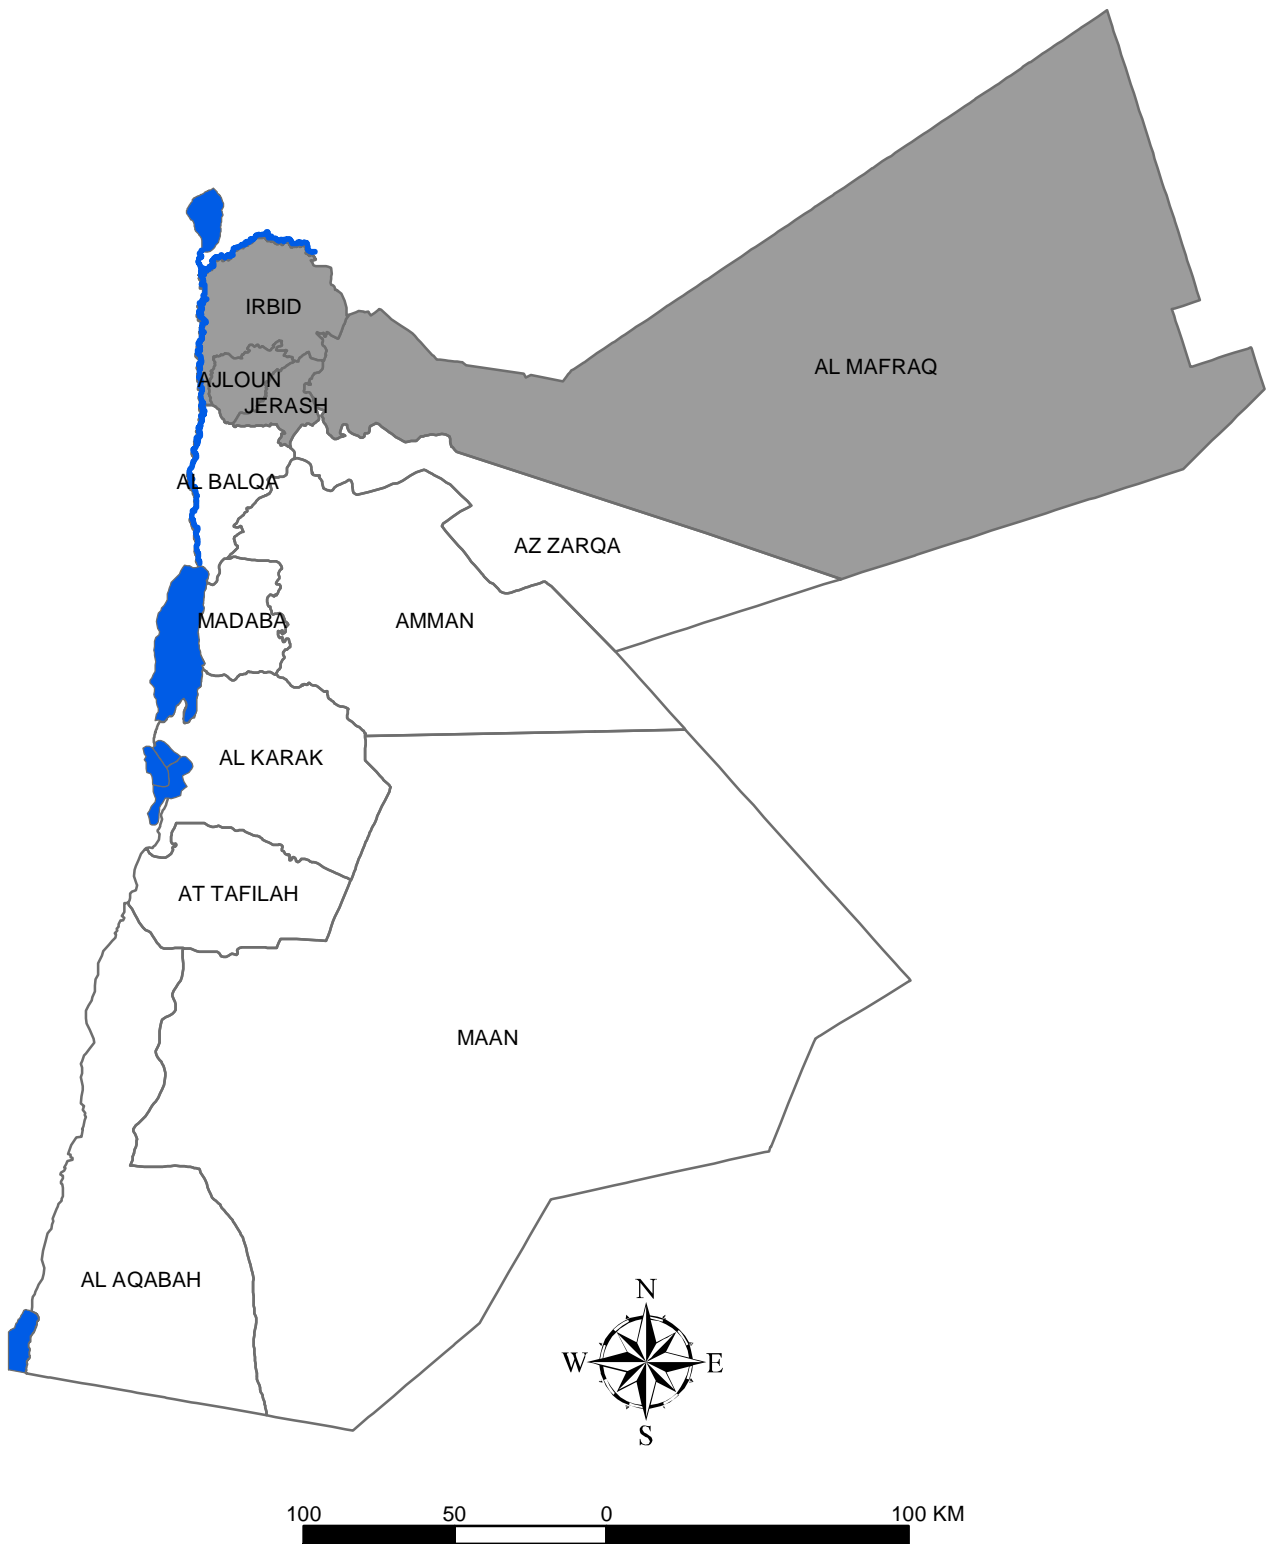 IRBID
AL MAFRAQ
AJLOUN
JERASH
AL BALQA
AZ ZARQA
MADABA
AMMAN
AL KARAK
AT TAFILAH
MAAN
AL AQABAH
N
W E
S
100 50 0 100 KM